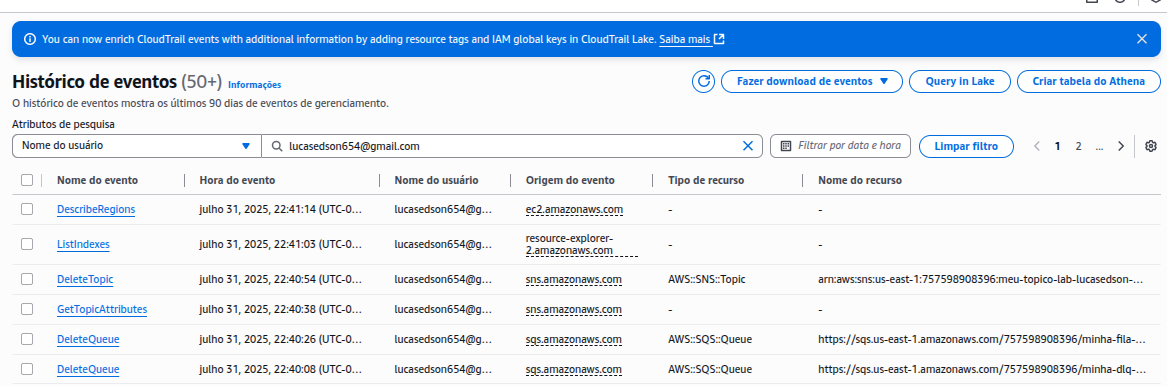 You can now enrich CloudTrail events with additional information by adding resource tags and IAM global keys in CloudTrail Lake. Saiba mais
Histórico de eventos (50+) Informações
Fazer download de eventos
Query in Lake
Criar tabela do Athena
O histórico de eventos mostra os últimos 90 dias de eventos de gerenciamento.
Atributos de pesquisa
Nome do usuário
lucasedson654@gmail.com
Filtrar por data e hora
Limpar filtro
1 2 ...
Nome do evento Hora do evento Nome do usuário Origem do evento Tipo de recurso Nome do recurso
DescribeRegions julho 31, 2025, 22:41:14 (UTC-0... lucasedson654@g... ec2.amazonaws.com - -
ListIndexes julho 31, 2025, 22:41:03 (UTC-0... lucasedson654@g... resource-explorer-
2.amazonaws.com - -
DeleteTopic julho 31, 2025, 22:40:54 (UTC-0... lucasedson654@g... sns.amazonaws.com AWS::SNS::Topic arn:aws:sns:us-east-1:757598908396:meu-topico-lab-lucasedson-...
GetTopicAttributes julho 31, 2025, 22:40:38 (UTC-0... lucasedson654@g... sns.amazonaws.com - -
DeleteQueue julho 31, 2025, 22:40:26 (UTC-0... lucasedson654@g... sqs.amazonaws.com AWS::SQS::Queue https://sqs.us-east-1.amazonaws.com/757598908396/minha-fila-...
DeleteQueue julho 31, 2025, 22:40:08 (UTC-0... lucasedson654@g... sqs.amazonaws.com AWS::SQS::Queue https://sqs.us-east-1.amazonaws.com/757598908396/minha-dlq-...